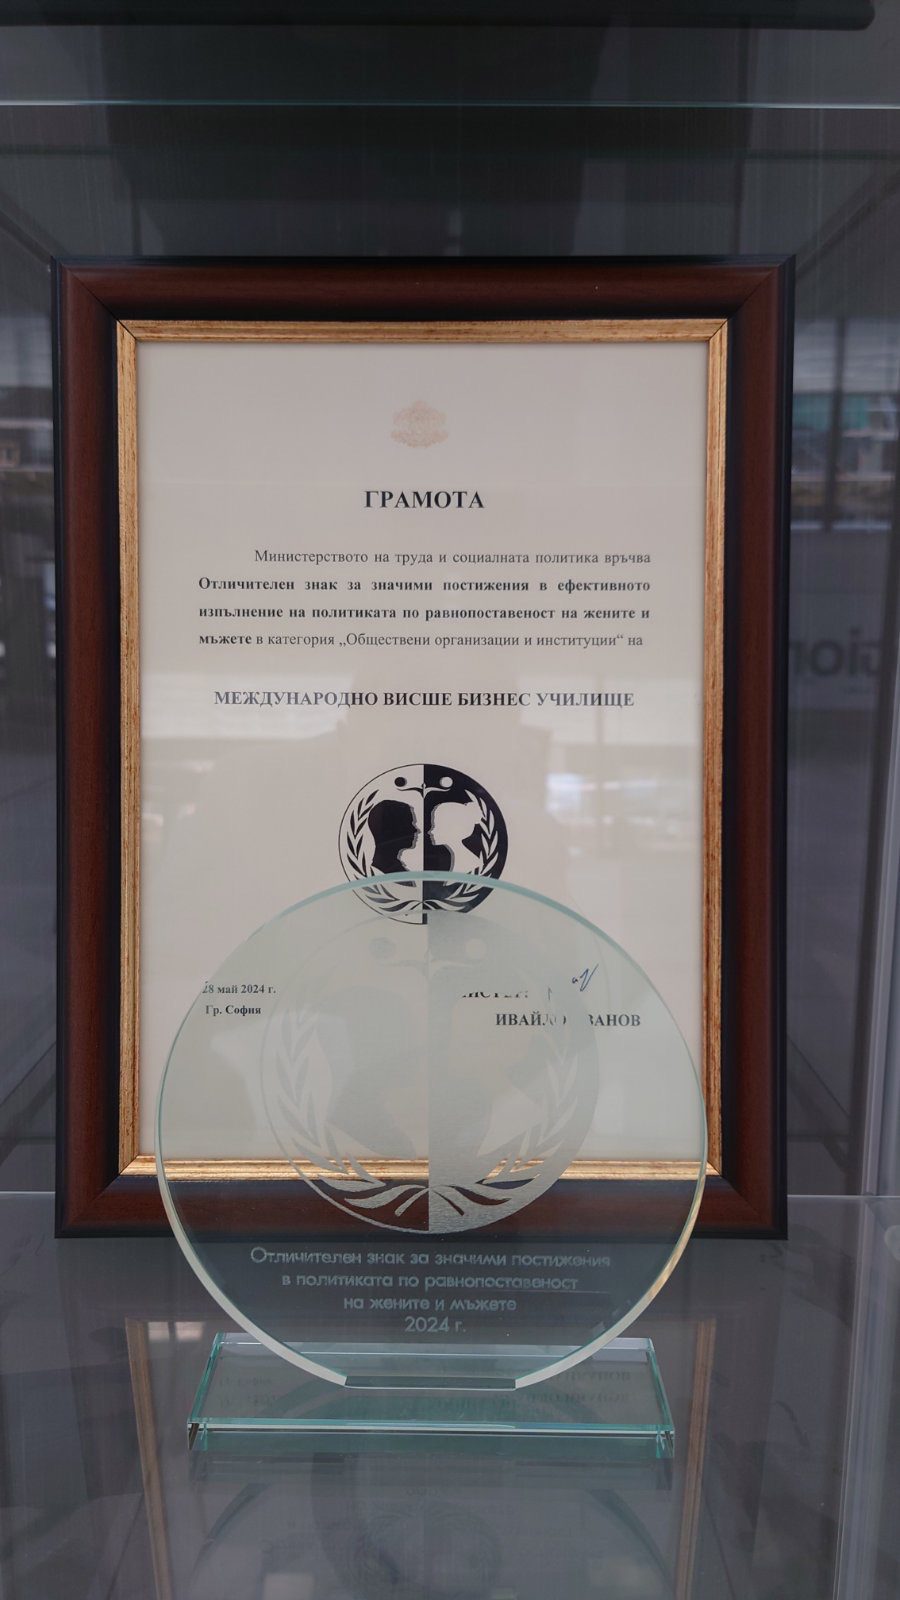 ГРАМОТА
Министерството на труда и социалната политика връчва
Отличителен знак за значими постижения в ефективното
изпълнение на политиката по равнопоставеност на жените и
мъжете в категория „Обществени организации и институции“ на
МЕЖДУНАРОДНО ВИСШЕ БИЗНЕС УЧИЛИЩЕ
28 май 2024 г.
Гр. София
Отличителен знак за значими постижения
в политиката по равнопоставеност
на жените и мъжете
2024 г.